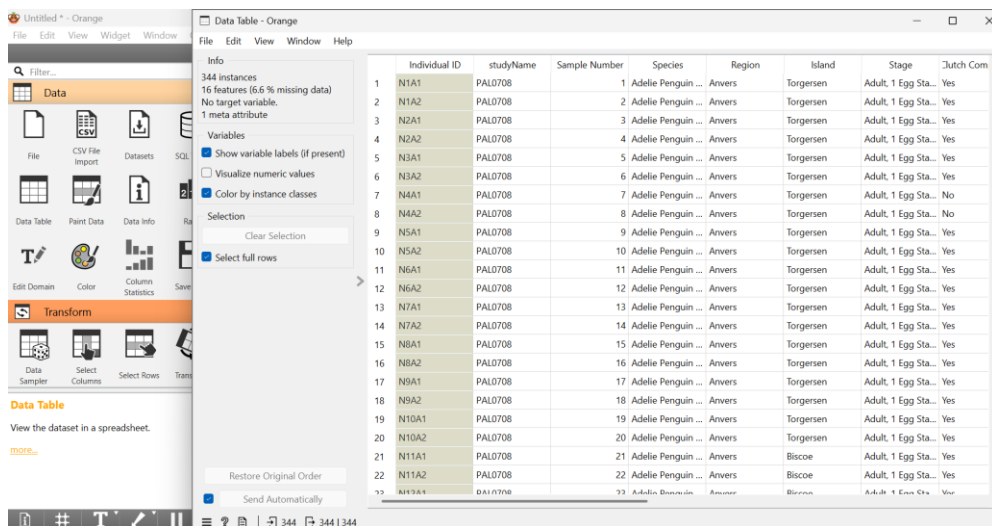 Untitled * - Orange
File Edit View Widget Window
Filter...
Data
File
CSV File Import
Datasets
SQL
Data Table
Paint Data
Data Info
Edit Domain
Color
Column Statistics
Save
Transform
Data Sampler
Select Columns
Select Rows
Data Table
View the dataset in a spreadsheet.
more...
Data Table - Orange
File Edit View Window Help
Info
344 instances
16 features (6.6 % missing data)
No target variable.
1 meta attribute
Variables
Show variable labels (if present)
Visualize numeric values
Color by instance classes
Selection
Clear Selection
Select full rows
Restore Original Order
Send Automatically
344 344 | 344
Individual ID studyName Sample Number Species Region Island Stage Clutch Com
1 N1A1 PAL0708 1 Adelie Penguin ... Anvers Torgersen Adult, 1 Egg Sta... Yes
2 N1A2 PAL0708 2 Adelie Penguin ... Anvers Torgersen Adult, 1 Egg Sta... Yes
3 N2A1 PAL0708 3 Adelie Penguin ... Anvers Torgersen Adult, 1 Egg Sta... Yes
4 N2A2 PAL0708 4 Adelie Penguin ... Anvers Torgersen Adult, 1 Egg Sta... Yes
5 N3A1 PAL0708 5 Adelie Penguin ... Anvers Torgersen Adult, 1 Egg Sta... Yes
6 N3A2 PAL0708 6 Adelie Penguin ... Anvers Torgersen Adult, 1 Egg Sta... Yes
7 N4A1 PAL0708 7 Adelie Penguin ... Anvers Torgersen Adult, 1 Egg Sta... No
8 N4A2 PAL0708 8 Adelie Penguin ... Anvers Torgersen Adult, 1 Egg Sta... No
9 N5A1 PAL0708 9 Adelie Penguin ... Anvers Torgersen Adult, 1 Egg Sta... Yes
10 N5A2 PAL0708 10 Adelie Penguin ... Anvers Torgersen Adult, 1 Egg Sta... Yes
11 N6A1 PAL0708 11 Adelie Penguin ... Anvers Torgersen Adult, 1 Egg Sta... Yes
12 N6A2 PAL0708 12 Adelie Penguin ... Anvers Torgersen Adult, 1 Egg Sta... Yes
13 N7A1 PAL0708 13 Adelie Penguin ... Anvers Torgersen Adult, 1 Egg Sta... Yes
14 N7A2 PAL0708 14 Adelie Penguin ... Anvers Torgersen Adult, 1 Egg Sta... Yes
15 N8A1 PAL0708 15 Adelie Penguin ... Anvers Torgersen Adult, 1 Egg Sta... Yes
16 N8A2 PAL0708 16 Adelie Penguin ... Anvers Torgersen Adult, 1 Egg Sta... Yes
17 N9A1 PAL0708 17 Adelie Penguin ... Anvers Torgersen Adult, 1 Egg Sta... Yes
18 N9A2 PAL0708 18 Adelie Penguin ... Anvers Torgersen Adult, 1 Egg Sta... Yes
19 N10A1 PAL0708 19 Adelie Penguin ... Anvers Torgersen Adult, 1 Egg Sta... Yes
20 N10A2 PAL0708 20 Adelie Penguin ... Anvers Torgersen Adult, 1 Egg Sta... Yes
21 N11A1 PAL0708 21 Adelie Penguin ... Anvers Biscoe Adult, 1 Egg Sta... Yes
22 N11A2 PAL0708 22 Adelie Penguin ... Anvers Biscoe Adult, 1 Egg Sta... Yes